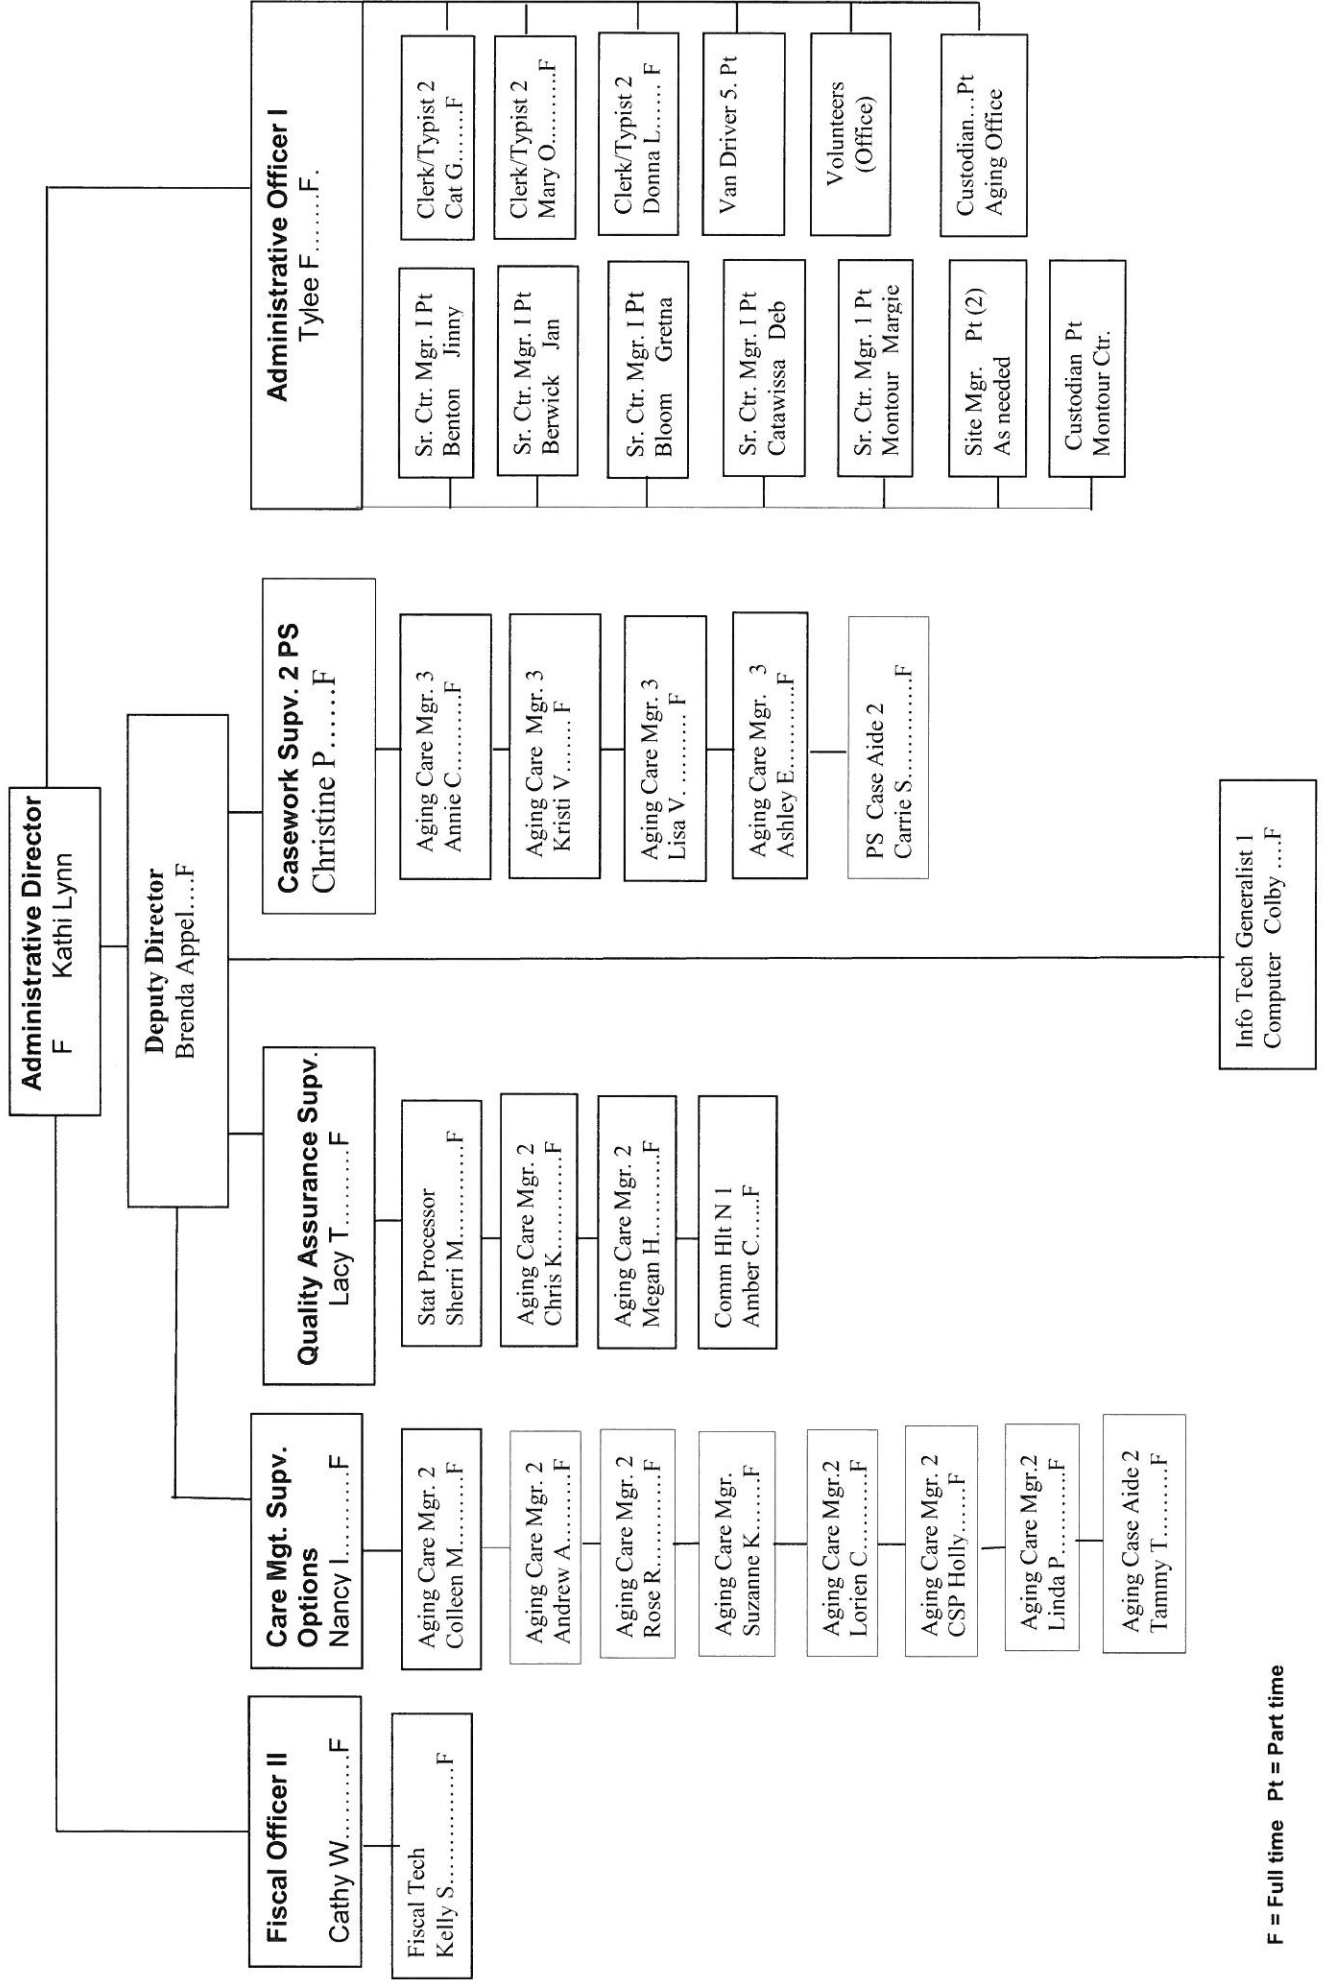 Administrative Director
F Kathi Lynn
Deputy Director
Brenda Appel....F
Fiscal Officer II
Cathy W..........F
Fiscal Tech
Kelly S..............F
Care Mgt. Supv.
Options
Nancy I..........F
Aging Care Mgr. 2
Colleen M........F
Aging Care Mgr. 2
Andrew A........F
Aging Care Mgr. 2
Rose R............F
Aging Care Mgr.
Suzanne K.......F
Aging Care Mgr.2
Lorien C..........F
Aging Care Mgr. 2
CSP Holly......F
Aging Care Mgr.2
Linda P...........F
Aging Case Aide 2
Tammy T.........F
Quality Assurance Supv.
Lacy T..........F
Stat Processor
Sherri M............F
Aging Care Mgr. 2
Chris K............F
Aging Care Mgr. 2
Megan H..........F
Comm Hlt N 1
Amber C......F
Casework Supv. 2 PS
Christine P......F
Aging Care Mgr. 3
Annie C..........F
Aging Care Mgr. 3
Kristi V....... F
Aging Care Mgr. 3
Lisa V. ......... F
Aging Care Mgr. 3
Ashley E..........F
PS Case Aide 2
Carrie S.............F
Info Tech Generalist 1
Computer Colby ....F
Administrative Officer I
Tylee F.......F.
Sr. Ctr. Mgr. I Pt
Benton Jinny
Sr. Ctr. Mgr. I Pt
Berwick Jan
Sr. Ctr. Mgr. I Pt
Bloom Gretna
Sr. Ctr. Mgr. I Pt
Catawissa Deb
Sr. Ctr. Mgr. 1 Pt
Montour Margie
Site Mgr. Pt (2)
As needed
Custodian Pt
Montour Ctr.
Clerk/Typist 2
Cat G.......F
Clerk/Typist 2
Mary O.........F
Clerk/Typist 2
Donna L....... F
Van Driver 5. Pt
Volunteers
(Office)
Custodian...Pt
Aging Office
F = Full time Pt = Part time